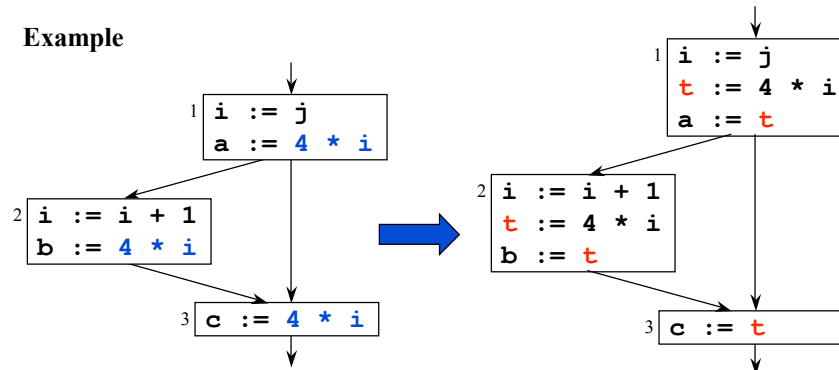 Example
1
i := j
a := 4 * i
2
i := i + 1
b := 4 * i
3
c := 4 * i
1
i := j
t := 4 * i
a := t
2
i := i + 1
t := 4 * i
b := t
3
c := t